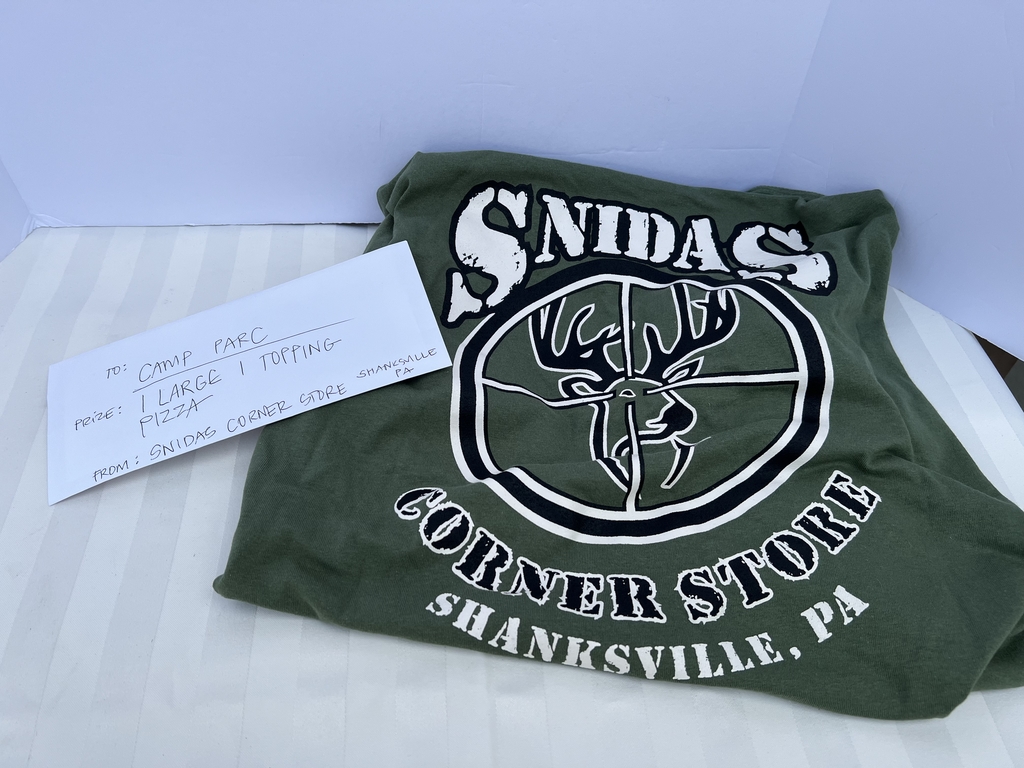 TO: CAMP PARC
PRIZE: 1 LARGE 1 TOPPING
PIZZA
FROM: SNIDAS CORNER STORE SHANKSVILLE
PA
SNIDAS
CORNER STORE
SHANKSVILLE, PA